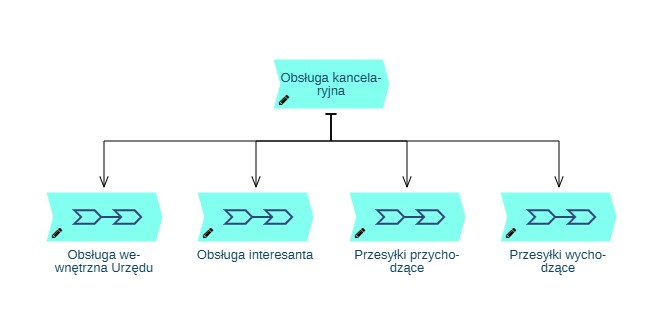 Obsługa kancela-
ryjna
Obsługa we-
wnętrzna Urzędu
Obsługa interesanta
Przesyłki przycho-
dzące
Przesyłki wycho-
dzące